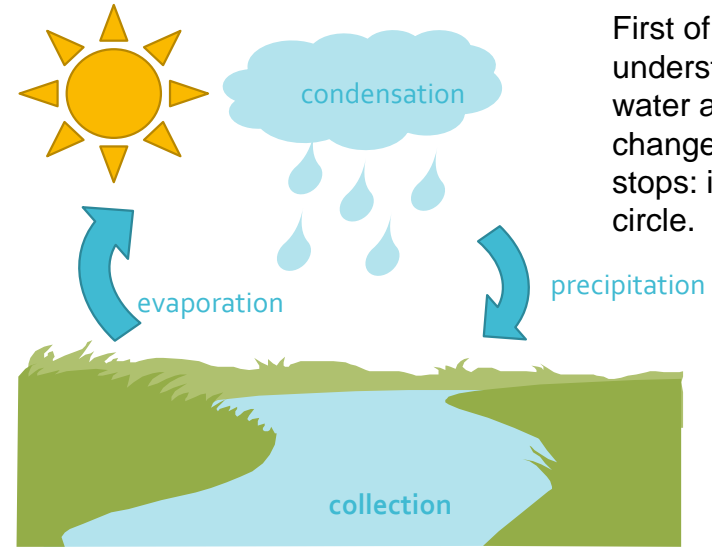 First of
underst
water a
change
stops: i
circle.
condensation
evaporation
precipitation
collection